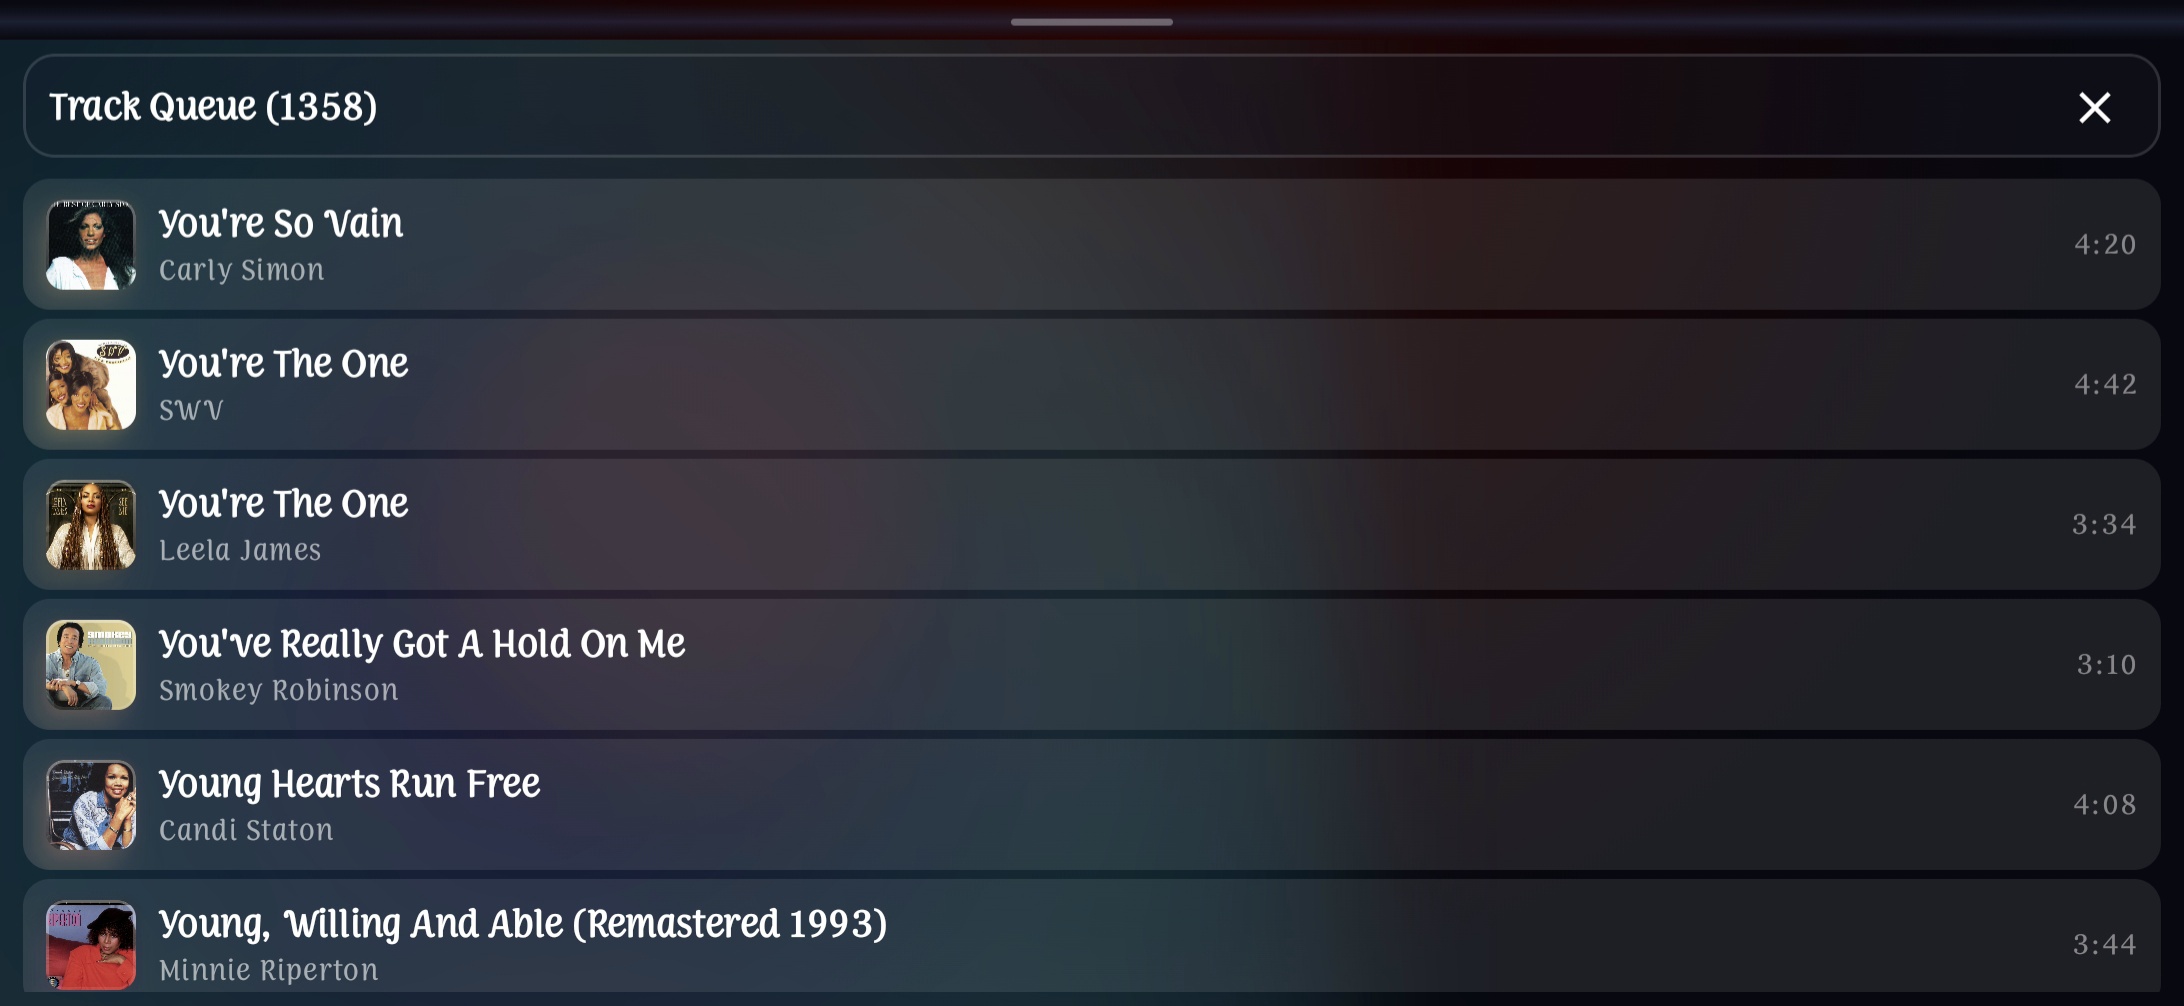 Track Queue (1358)
You're So Vain
Carly Simon
4:20
You're The One
SWV
4:42
You're The One
Leela James
3:34
You've Really Got A Hold On Me
Smokey Robinson
3:10
Young Hearts Run Free
Candi Staton
4:08
Young, Willing And Able (Remastered 1993)
Minnie Riperton
3:44